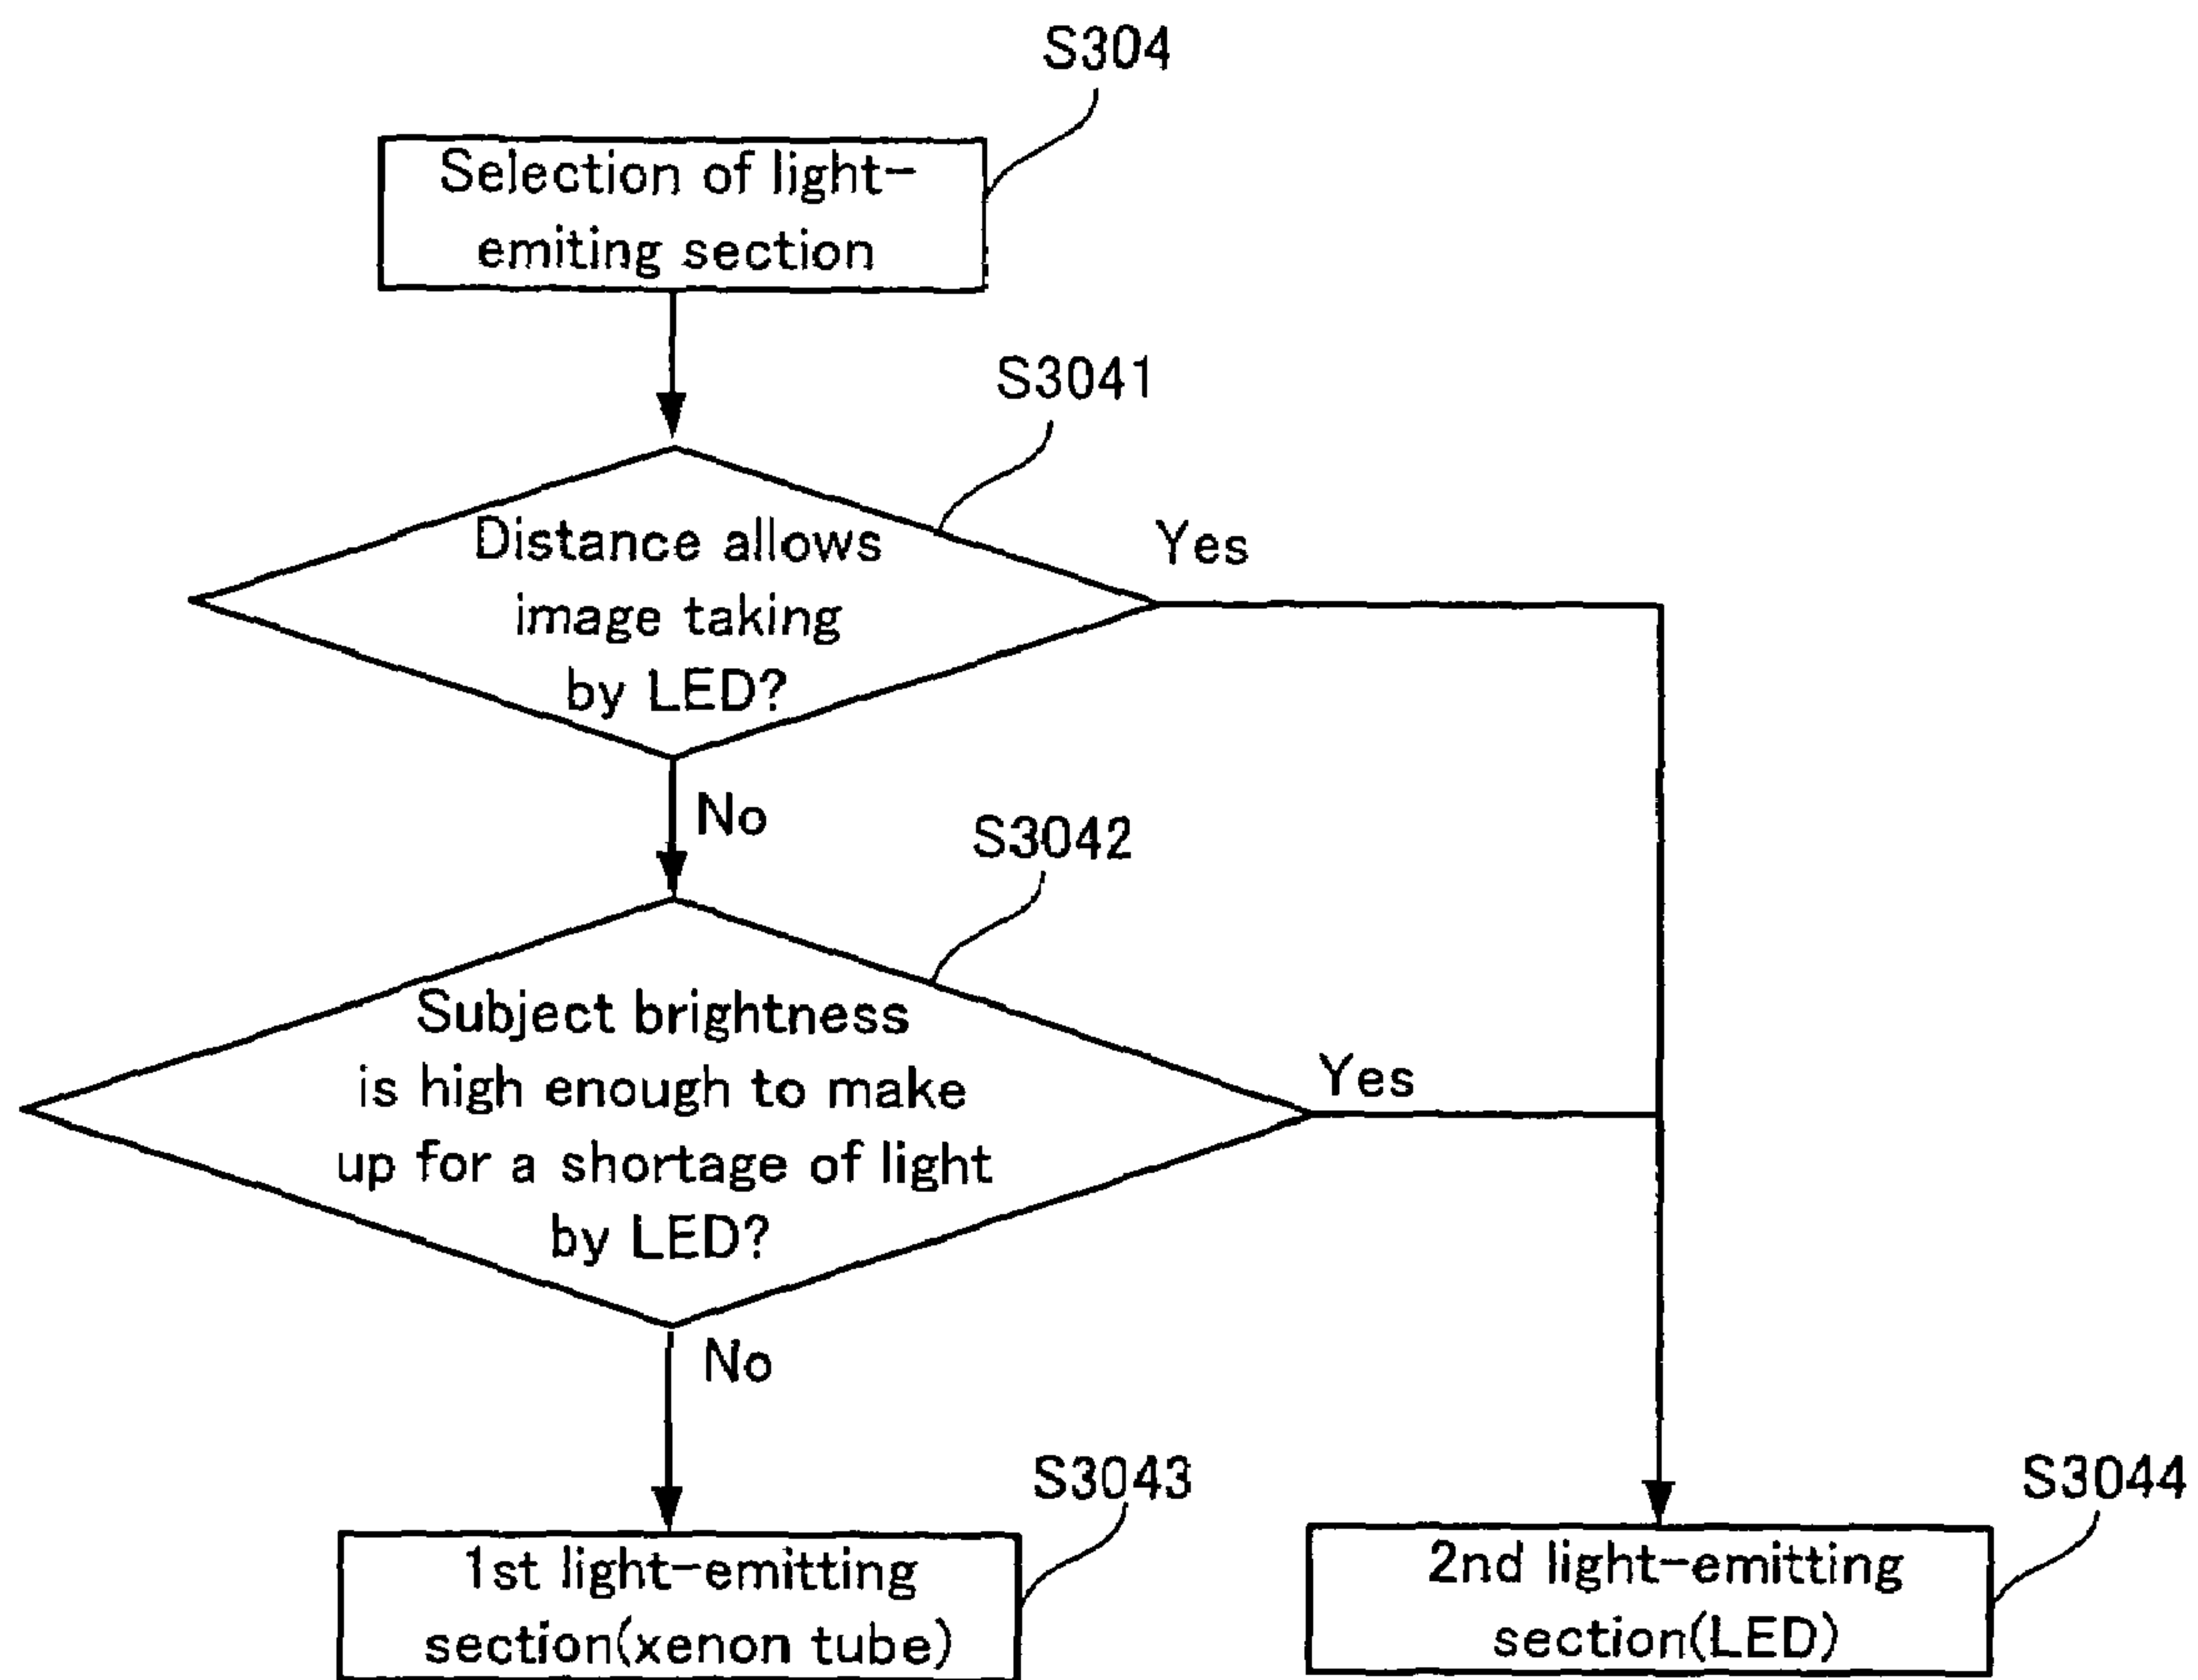 S304
Selection of light-
emiting section
S3041
Distance allows
image taking
by LED?
Yes
No
S3042
Subject brightness
is high enough to make
up for a shortage of light
by LED?
Yes
No
S3043
1st light-emitting
section(xenon tube)
S3044
2nd light-emitting
section(LED)